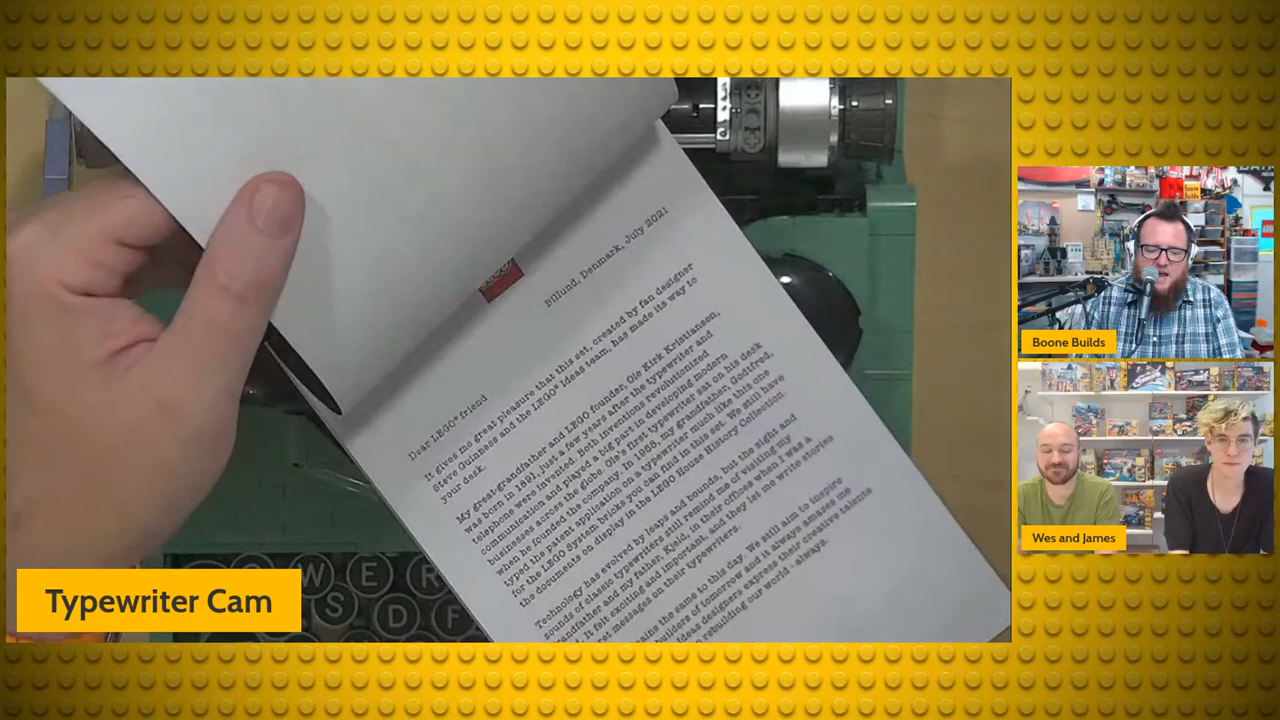 Billund, Denmark, July 2021
Dear LEGO® friend
It gives me great pleasure that this set, created by fan designer
Steve Guinness and the LEGO® Ideas team, has made its way to
your desk.
My great-grandfather and LEGO founder, Ole Kirk Kristiansen,
was born in 1891, just a few years after the typewriter and
telephone were invented. Both inventions revolutionized
communication and played a big part in developing modern
businesses across the globe. Ole's first typewriter sat on his desk
when he founded the company. In 1958, my grandfather, Godtfred,
typed the patent application on a typewriter much like this one
for the LEGO System bricks you can find in this set. We still have
the documents on display in the LEGO House History Collection.
Technology has evolved by leaps and bounds, but the sight and
sounds of classic typewriters still remind me of visiting my
andfather and my father, Kjeld, in their offices when I was a
. It felt exciting and important, and they let me write stories
et messages on their typewriters.
ains the same to this day. We still aim to inspire
uilders of tomorrow and it always amazes me
deas designers express their creative talents
rebuilding our world - always.
W E R
S D F
Typewriter Cam
Boone Builds
Wes and James